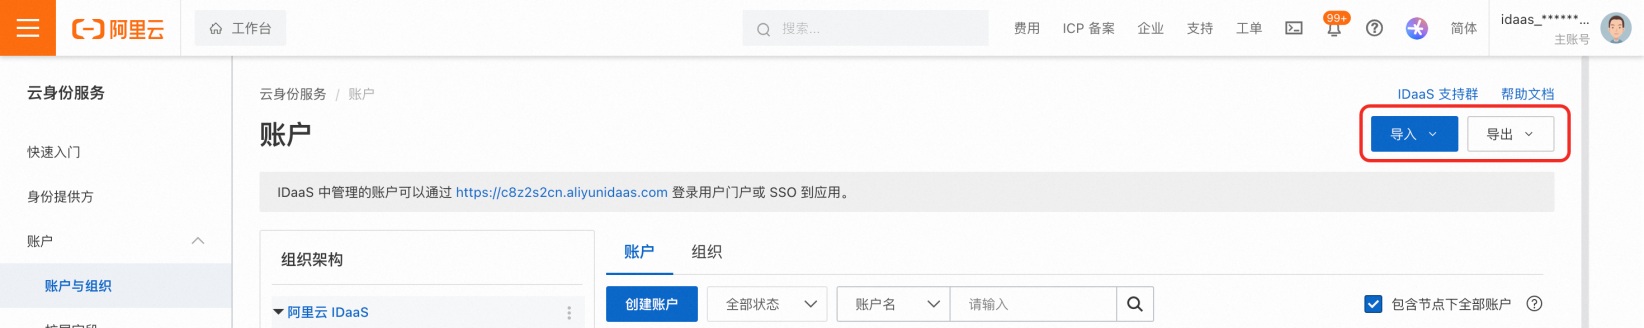 阿里云 工作台 搜索... 费用 ICP 备案 企业 支持 工单 99+ 简体 idaas_******...
主账号
云身份服务
快速入门
身份提供方
账户
账户与组织
云身份服务 / 账户
IDaaS 支持群 帮助文档
账户
导入 导出
IDaaS 中管理的账户可以通过 https://c8z2s2cn.aliyunidaas.com 登录用户门户或 SSO 到应用。
组织架构
阿里云 IDaaS
账户 组织
创建账户 全部状态 账户名 请输入 包含节点下全部账户